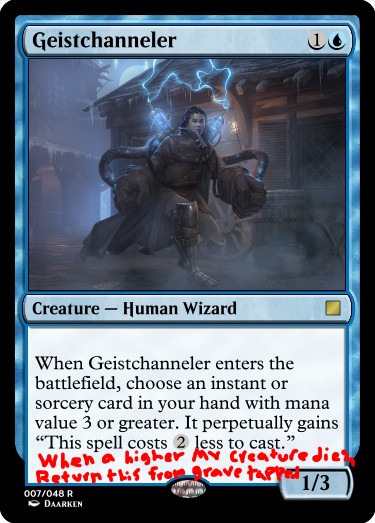 Geistchanneler 1
Creature — Human Wizard
When Geistchanneler enters the
battlefield, choose an instant or
sorcery card in your hand with mana
value 3 or greater. It perpetually gains
“This spell costs 2 less to cast.”
When a higher MV creature dies,
Return this from grave tapped
1/3
007/048 R
Daarken